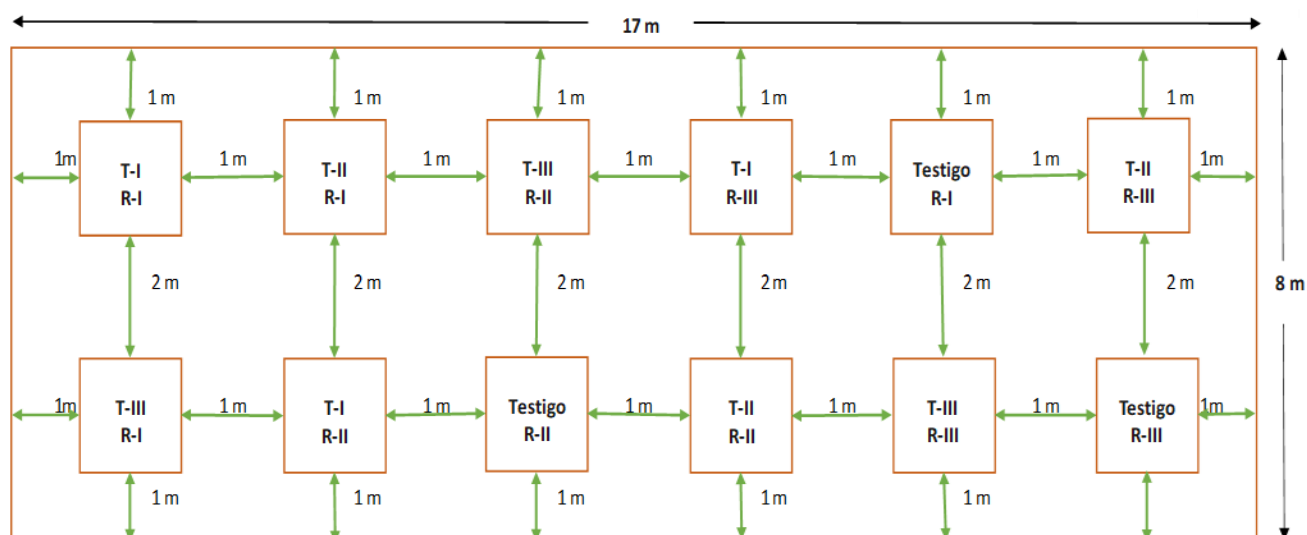 17 m
1 m 1 m 1 m 1 m 1 m 1 m
1m 1 m 1 m 1 m 1 m 1 m 1m
T-I T-II T-III T-I Testigo T-II
R-I R-I R-II R-III R-I R-III
2 m 2 m 2 m 2 m 2 m 2 m
8 m
1m 1 m 1 m 1 m 1 m 1 m 1m
T-III T-I Testigo T-II T-III Testigo
R-I R-II R-II R-II R-III R-III
1 m 1 m 1 m 1 m 1 m